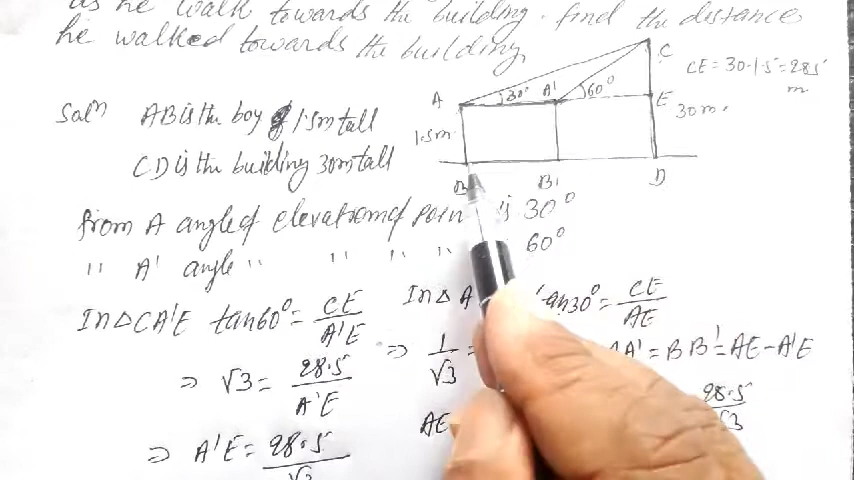 as he walk towards the building. find the distance
he walked towards the building,
C
CE = 30-1.5 = 28.5
m.
A 30° A' 60° E
30m.
Soln AB is the boy of 1.5m tall
1.5m.
CD is the building 30m tall
B B' D
from A angle of elevation of point is 30°
" A' angle " " " " 60°
In ∆ CA'E tan60° = CE/A'E
In ∆ A tan30° = CE/AE
⇒ √3 = 28.5/A'E
⇒ 1/√3 =
AA' = BB' = AE - A'E
AE
28.5/√3
⇒ A'E = 28.5/√3